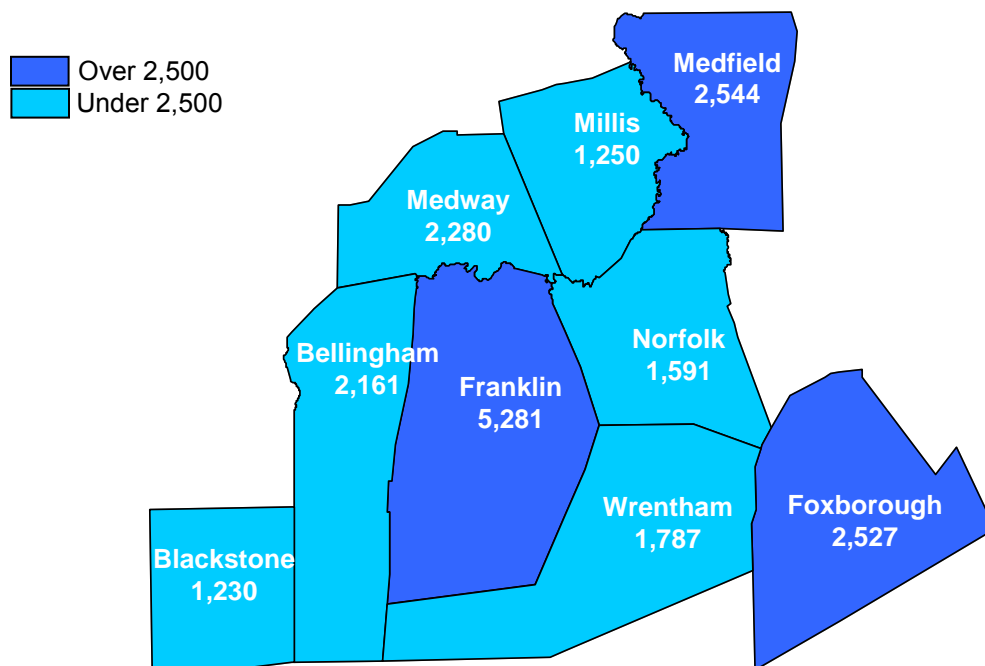 Over 2,500
Under 2,500
Medfield
2,544
Millis
1,250
Medway
2,280
Norfolk
1,591
Bellingham
2,161
Franklin
5,281
Wrentham
1,787
Foxborough
2,527
Blackstone
1,230